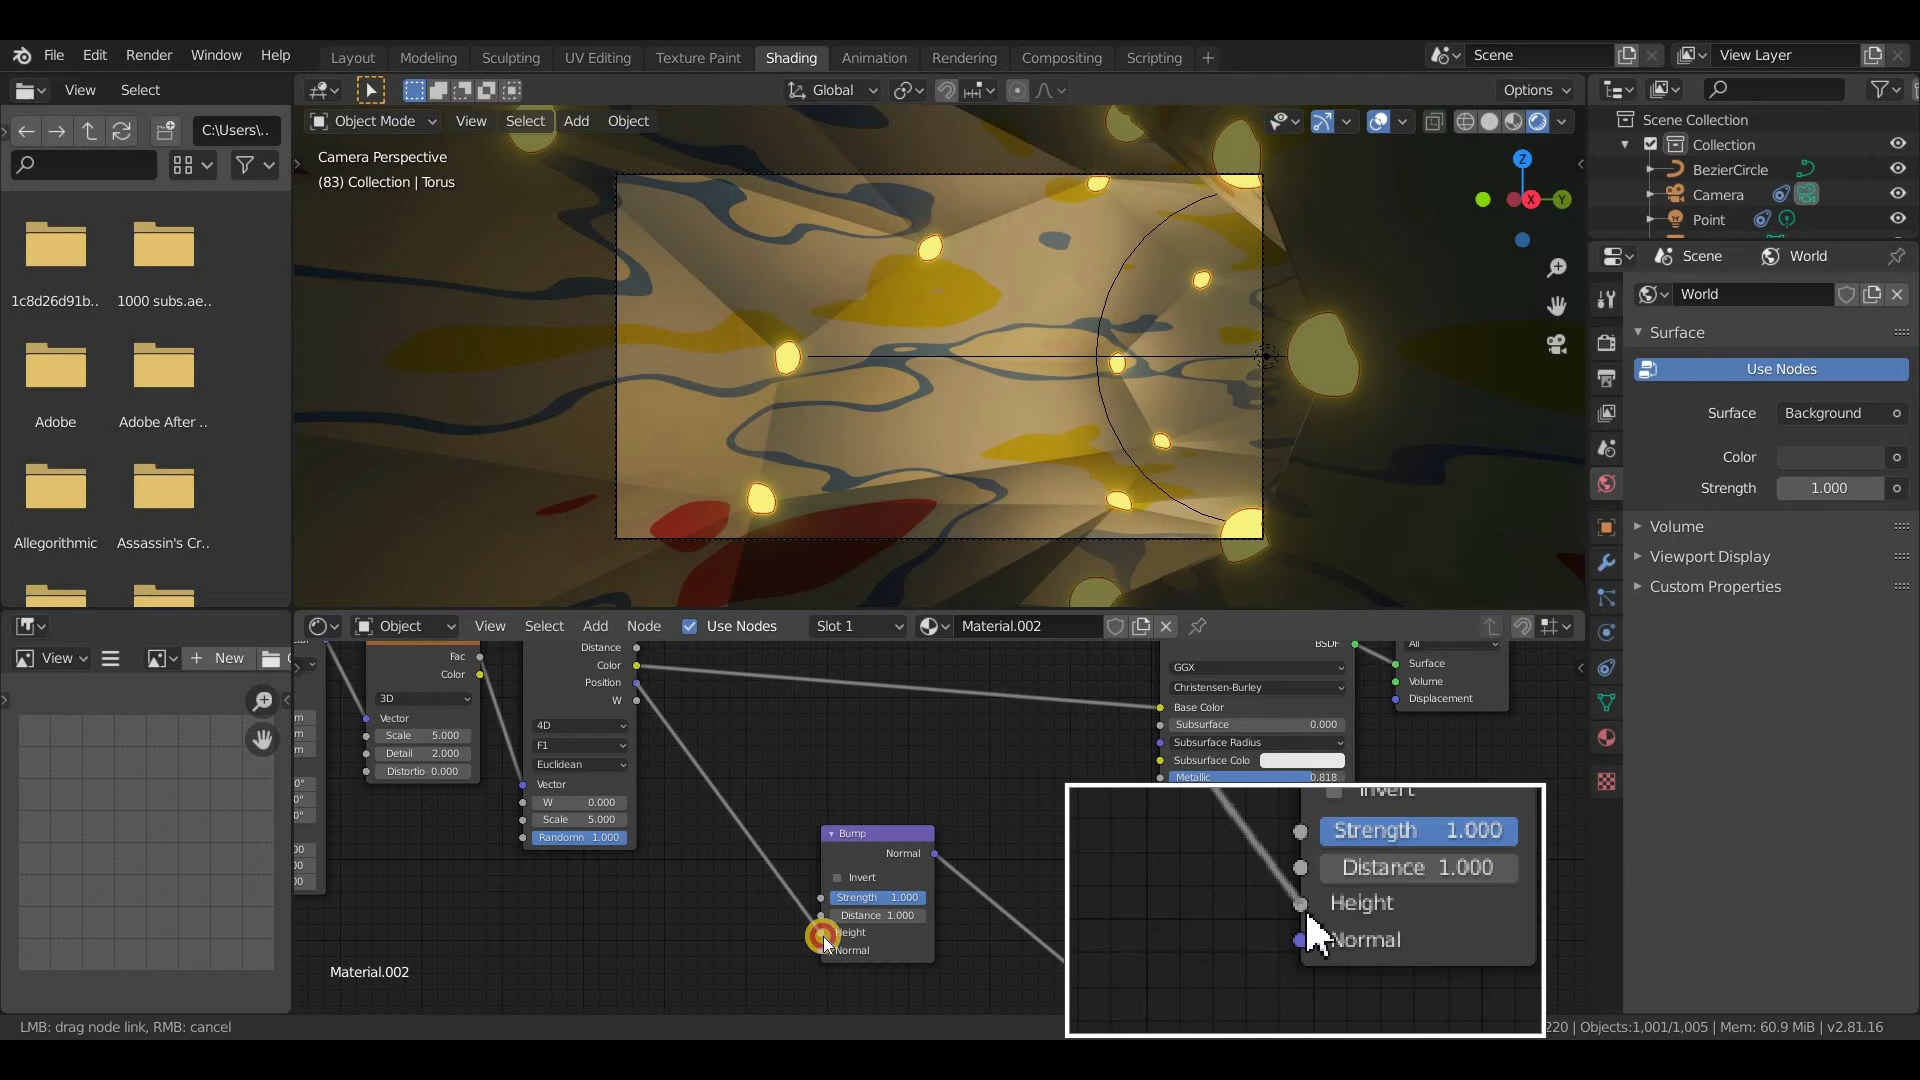 File Edit Render Window Help
Layout Modeling Sculpting UV Editing Texture Paint Shading Animation Rendering Compositing Scripting +
Scene
View Layer
View Select
Global
Options
C:\Users\..
Object Mode View Select Add Object
Camera Perspective
(83) Collection | Torus
Z
X
Y
Scene Collection
Collection
BezierCircle
Camera
Point
Scene World
World
Surface
Use Nodes
Surface Background
Color
Strength 1.000
Volume
Viewport Display
Custom Properties
1c8d26d91b.. 1000 subs.ae..
Adobe Adobe After ..
Allegorithmic Assassin's Cr..
View
New
Object View Select Add Node Use Nodes Slot 1 Material.002
Fac
Color
3D
Vector
Scale 5.000
Detail 2.000
Distortio 0.000
Distance
Color
Position
W
4D
F1
Euclidean
Vector
W 0.000
Scale 5.000
Randomn 1.000
Bump
Normal
Invert
Strength 1.000
Distance 1.000
Height
Normal
BSDF
GGX
Christensen-Burley
Base Color
Subsurface 0.000
Subsurface Radius
Subsurface Colo
Metallic 0.818
All
Surface
Volume
Displacement
Invert
Strength 1.000
Distance 1.000
Height
Normal
Material.002
LMB: drag node link, RMB: cancel
220 | Objects:1,001/1,005 | Mem: 60.9 MiB | v2.81.16